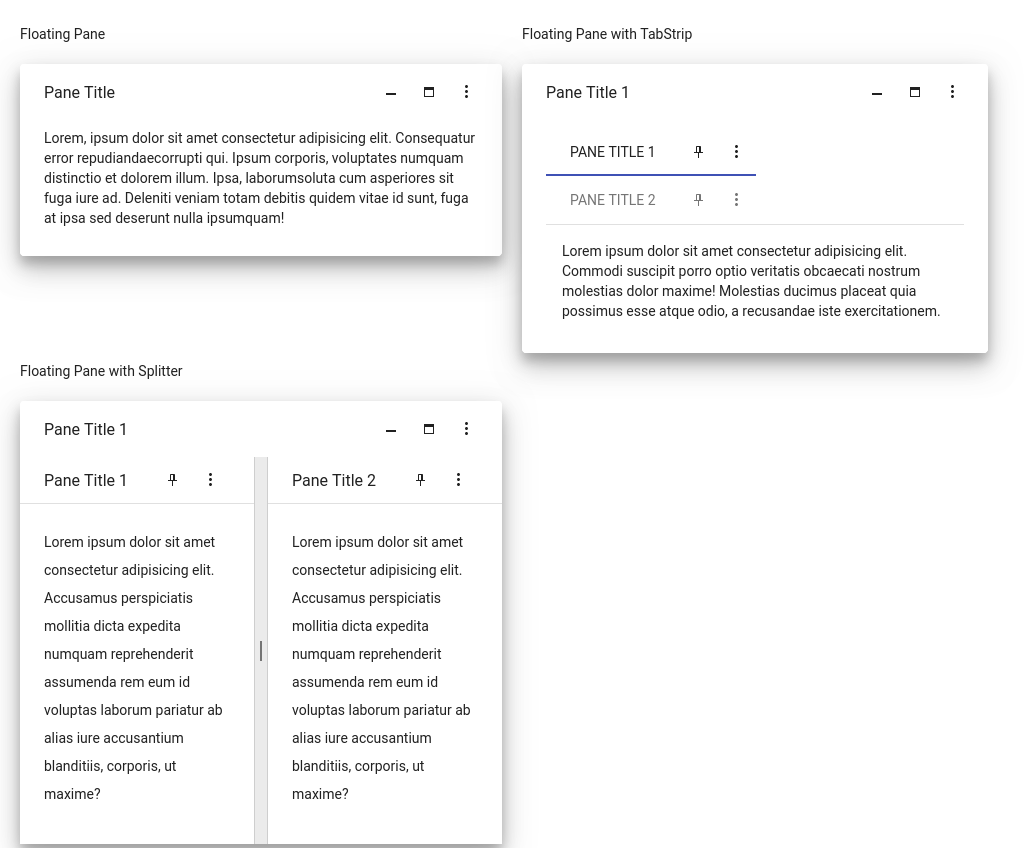 Floating Pane
Pane Title
Lorem, ipsum dolor sit amet consectetur adipisicing elit. Consequatur
error repudiandaecorrupti qui. Ipsum corporis, voluptates numquam
distinctio et dolorem illum. Ipsa, laborumsoluta cum asperiores sit
fuga iure ad. Deleniti veniam totam debitis quidem vitae id sunt, fuga
at ipsa sed deserunt nulla ipsumquam!
Floating Pane with TabStrip
Pane Title 1
PANE TITLE 1
PANE TITLE 2
Lorem ipsum dolor sit amet consectetur adipisicing elit.
Commodi suscipit porro optio veritatis obcaecati nostrum
molestias dolor maxime! Molestias ducimus placeat quia
possimus esse atque odio, a recusandae iste exercitationem.
Floating Pane with Splitter
Pane Title 1
Pane Title 1
Lorem ipsum dolor sit amet
consectetur adipisicing elit.
Accusamus perspiciatis
mollitia dicta expedita
numquam reprehenderit
assumenda rem eum id
voluptas laborum pariatur ab
alias iure accusantium
blanditiis, corporis, ut
maxime?
Pane Title 2
Lorem ipsum dolor sit amet
consectetur adipisicing elit.
Accusamus perspiciatis
mollitia dicta expedita
numquam reprehenderit
assumenda rem eum id
voluptas laborum pariatur ab
alias iure accusantium
blanditiis, corporis, ut
maxime?